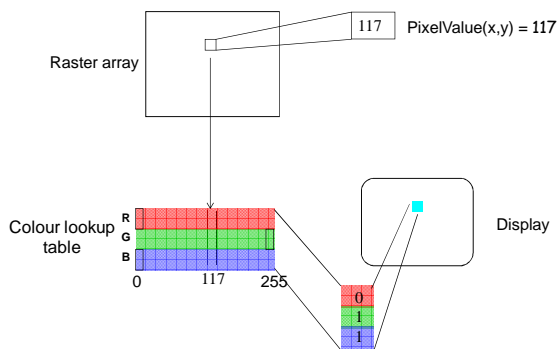 117
PixelValue(x,y) = 117
Raster array
R
G
B
Colour lookup
table
0
117
255
Display
0
1
1